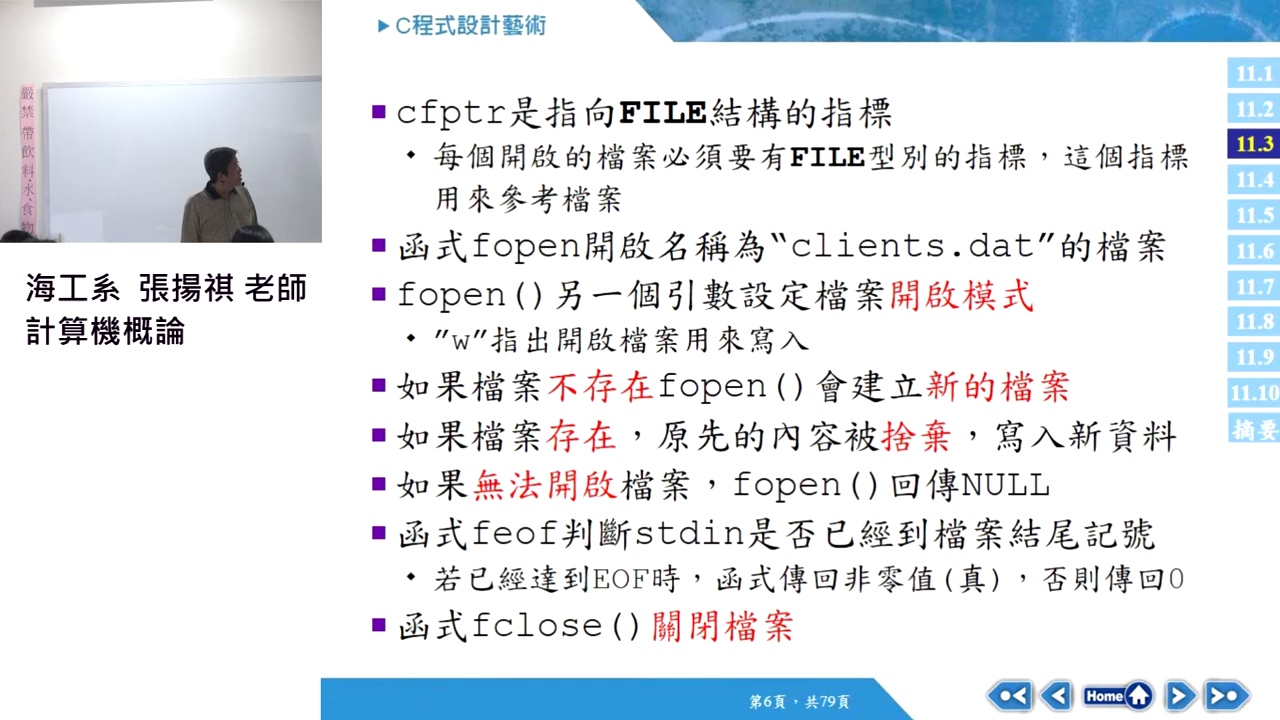 嚴禁帶飲料、水、食物
海工系 張揚祺 老師
計算機概論
C程式設計藝術
cfptr是指向FILE結構的指標
每個開啟的檔案必須要有FILE型別的指標，這個指標
用來參考檔案
函式fopen開啟名稱為“clients.dat”的檔案
fopen()另一個引數設定檔案開啟模式
”w”指出開啟檔案用來寫入
如果檔案不存在fopen()會建立新的檔案
如果檔案存在，原先的內容被捨棄，寫入新資料
如果無法開啟檔案，fopen()回傳NULL
函式feof判斷stdin是否已經到檔案結尾記號
若已經達到EOF時，函式傳回非零值(真)，否則傳回0
函式fclose()關閉檔案
11.1
11.2
11.3
11.4
11.5
11.6
11.7
11.8
11.9
11.10
摘要
第6頁，共79頁
Home